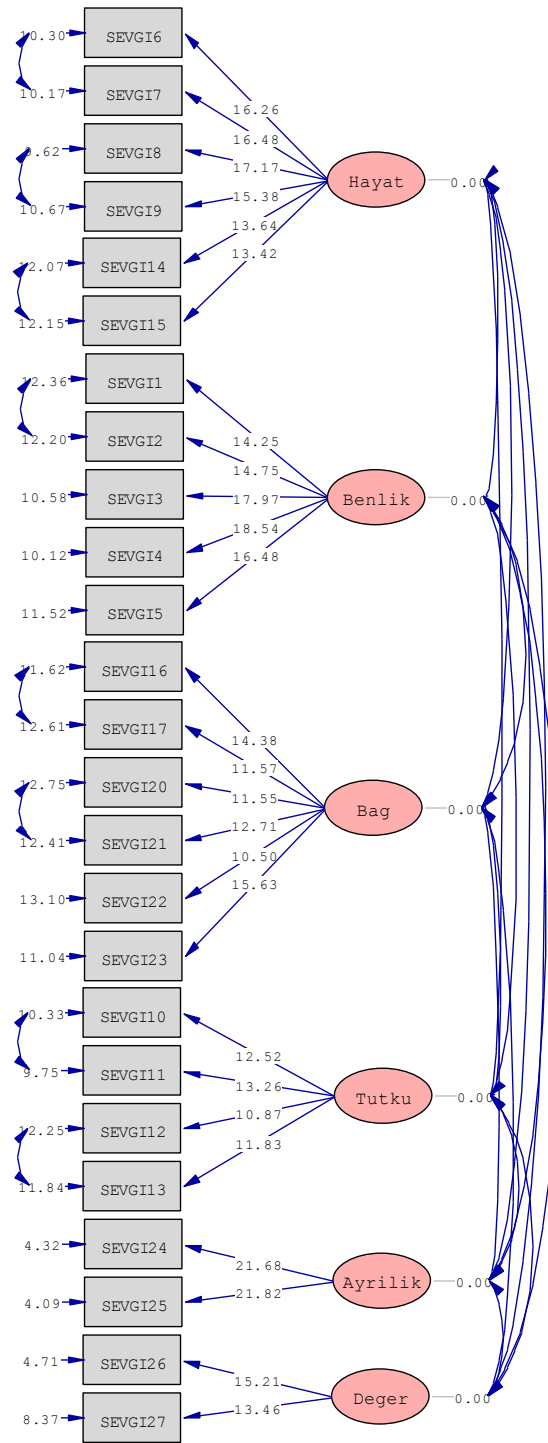 10.30 SEVGI6
10.17 SEVGI7
9.62 SEVGI8
10.67 SEVGI9
12.07 SEVGI14
12.15 SEVGI15
16.26
16.48
17.17
15.38
13.64
13.42
Hayat 0.00
12.36 SEVGI1
12.20 SEVGI2
10.58 SEVGI3
10.12 SEVGI4
11.52 SEVGI5
14.25
14.75
17.97
18.54
16.48
Benlik 0.00
11.62 SEVGI16
12.61 SEVGI17
12.75 SEVGI20
12.41 SEVGI21
13.10 SEVGI22
11.04 SEVGI23
14.38
11.57
11.55
12.71
10.50
15.63
Bag 0.00
10.33 SEVGI10
9.75 SEVGI11
12.25 SEVGI12
11.84 SEVGI13
12.52
13.26
10.87
11.83
Tutku 0.00
4.32 SEVGI24
4.09 SEVGI25
21.68
21.82
Ayrilik 0.00
4.71 SEVGI26
8.37 SEVGI27
15.21
13.46
Deger 0.00